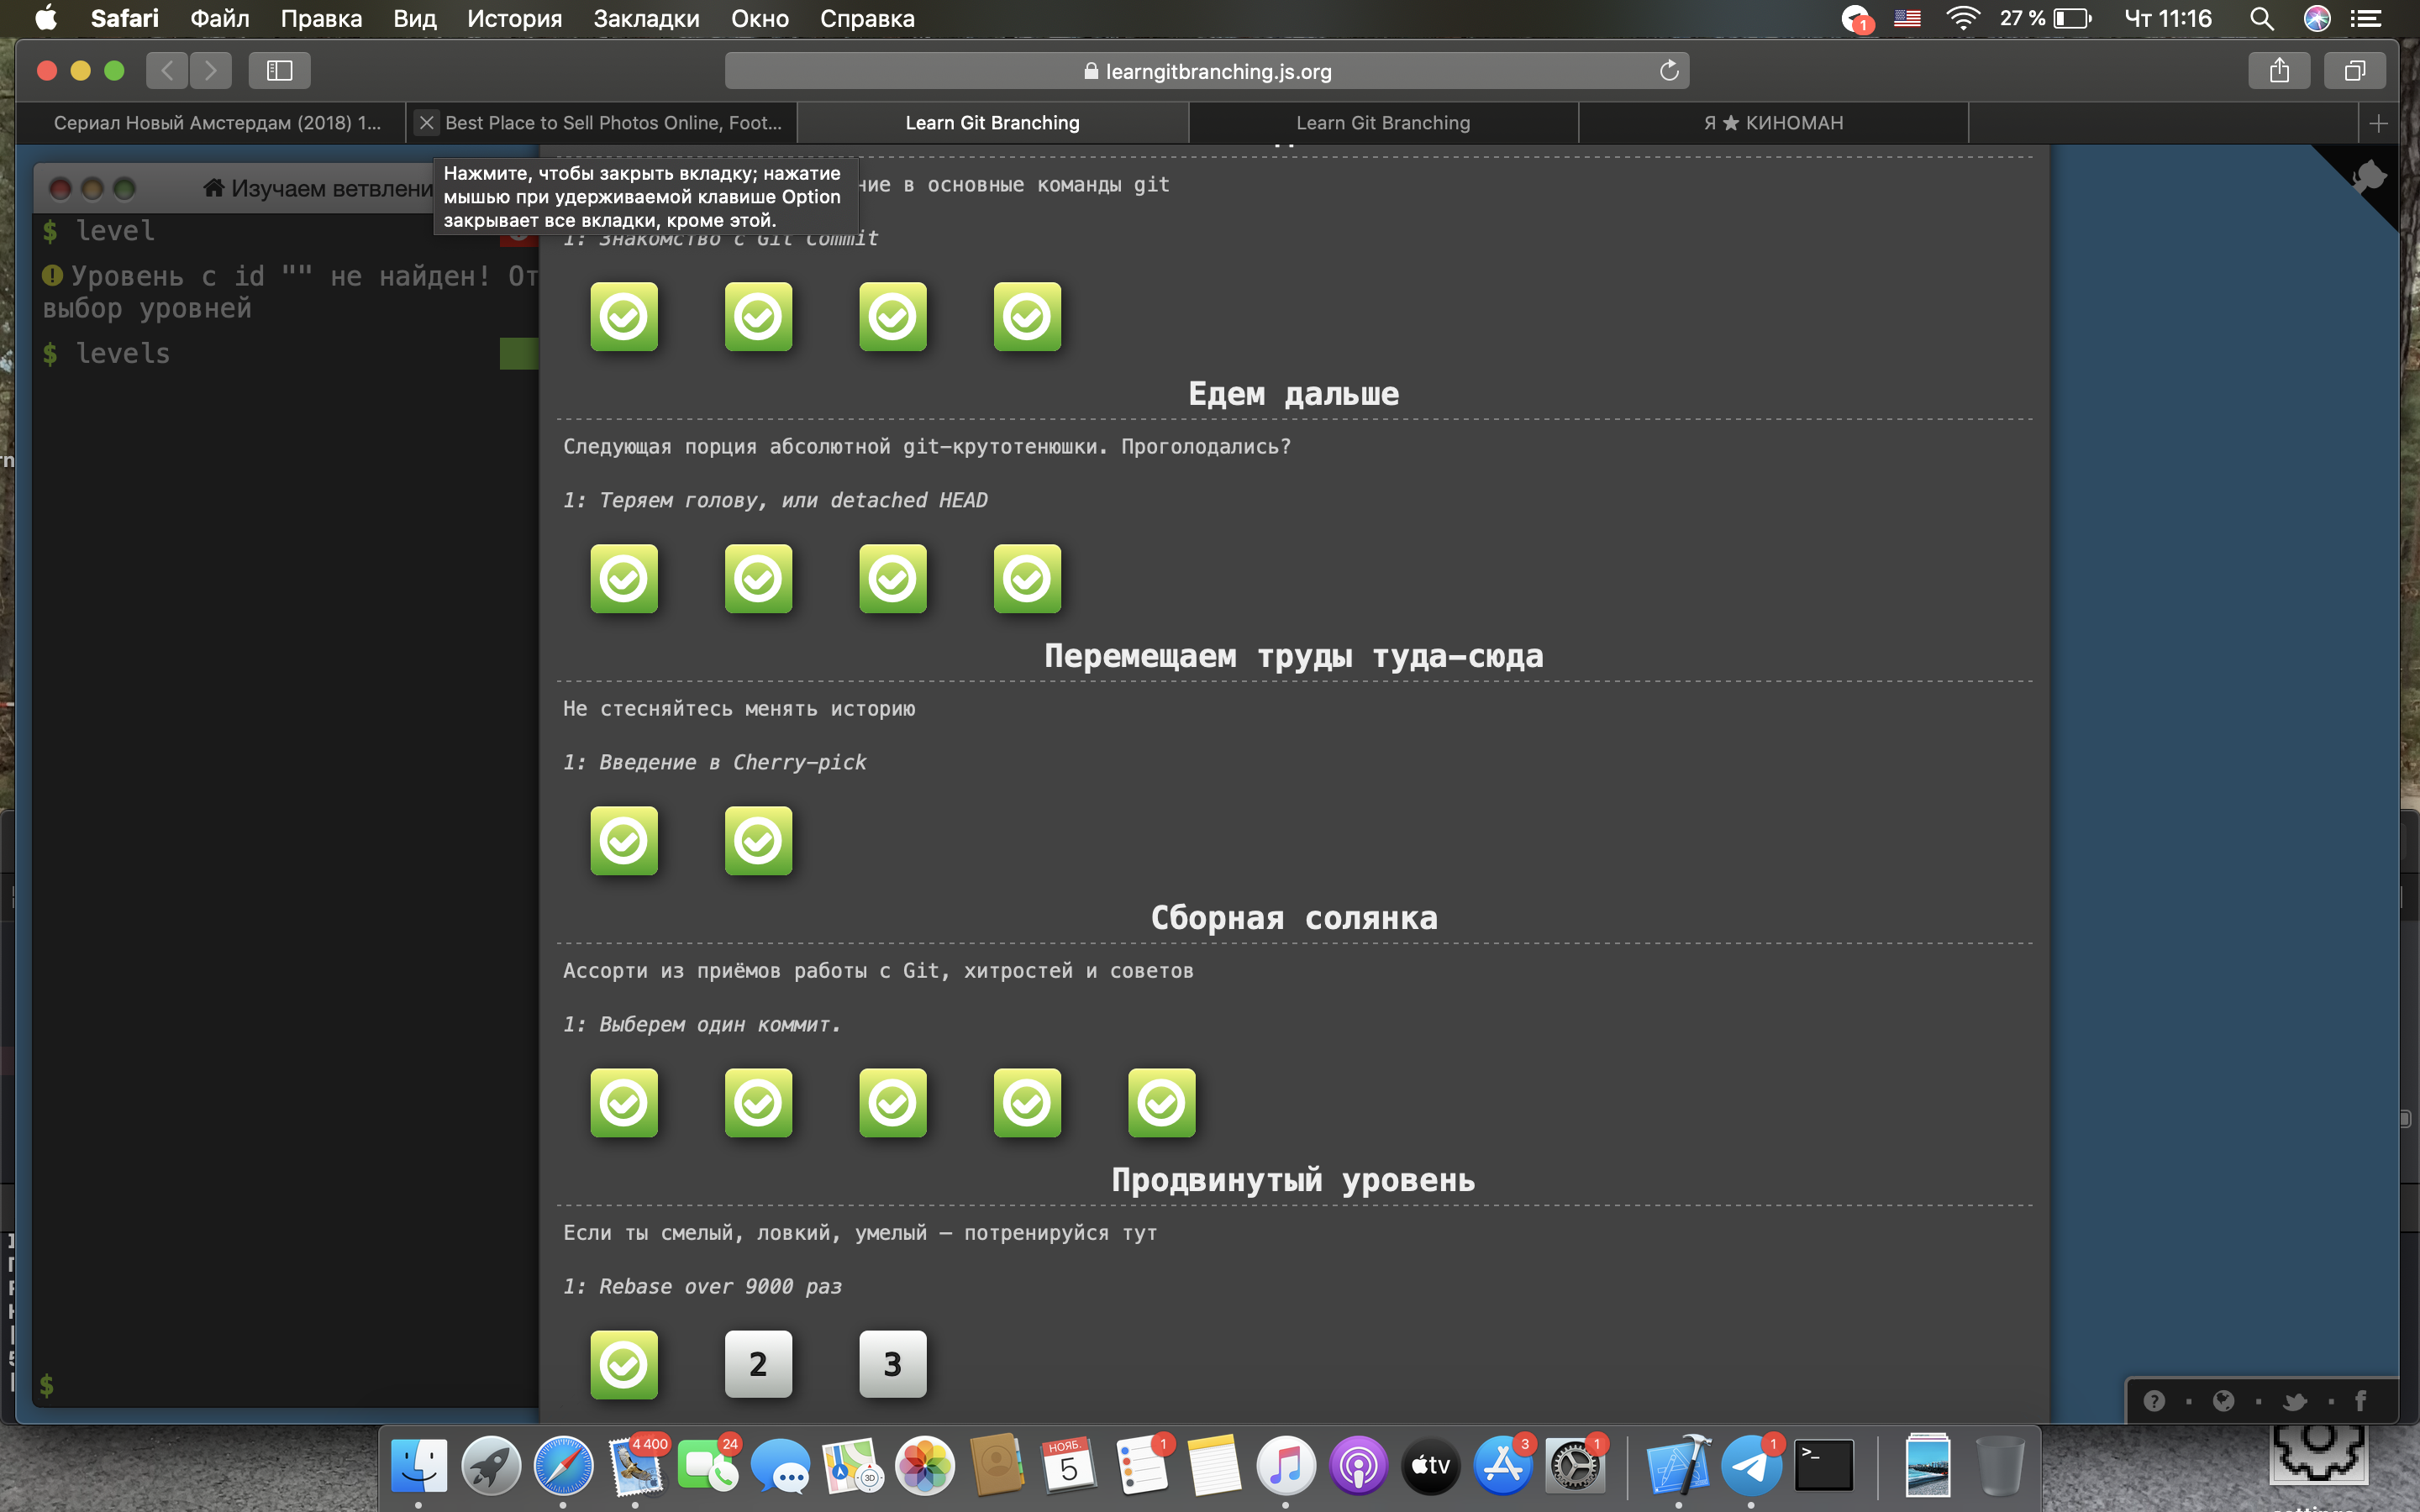 Safari Файл Правка Вид История Закладки Окно Справка
1 27 % Чт 11:16
learngitbranching.js.org
Сериал Новый Амстердам (2018) 1... Best Place to Sell Photos Online, Foot... Learn Git Branching Learn Git Branching Я ★ КИНОМАН
Нажмите, чтобы закрыть вкладку; нажатие
мышью при удерживаемой клавише Option
закрывает все вкладки, кроме этой.
Изучаем ветвлени
$ level
Уровень с id "" не найден! От
выбор уровней
$ levels
$
ние в основные команды git
1: Знакомство с Git Commit
Едем дальше
Следующая порция абсолютной git-крутотенюшки. Проголодались?
1: Теряем голову, или detached HEAD
Перемещаем труды туда-сюда
Не стесняйтесь менять историю
1: Введение в Cherry-pick
Сборная солянка
Ассорти из приёмов работы с Git, хитростей и советов
1: Выберем один коммит.
Продвинутый уровень
Если ты смелый, ловкий, умелый — потренируйся тут
1: Rebase over 9000 раз
2 3
4 400 24 НОЯБ. 5 1 3D tv 3 1 1 >_